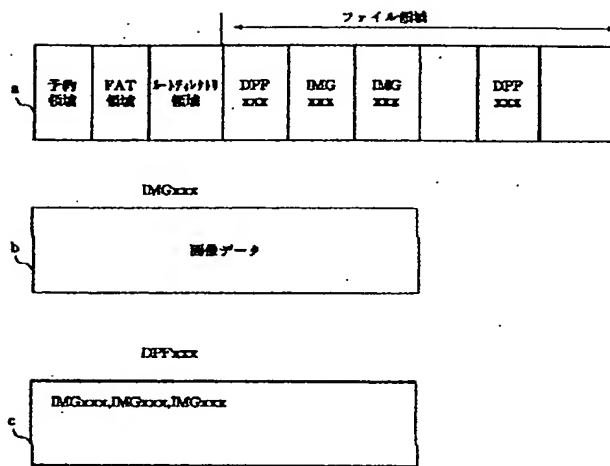 ファイル領域
a
予約領域
FAT領域
ルートディレクトリ領域
DPF xxx
IMG xxx
IMG xxx
DPF xxx
IMGxxx
b
画像データ
DPFxxx
c
IMGxxx,IMGxxx,IMGxxx